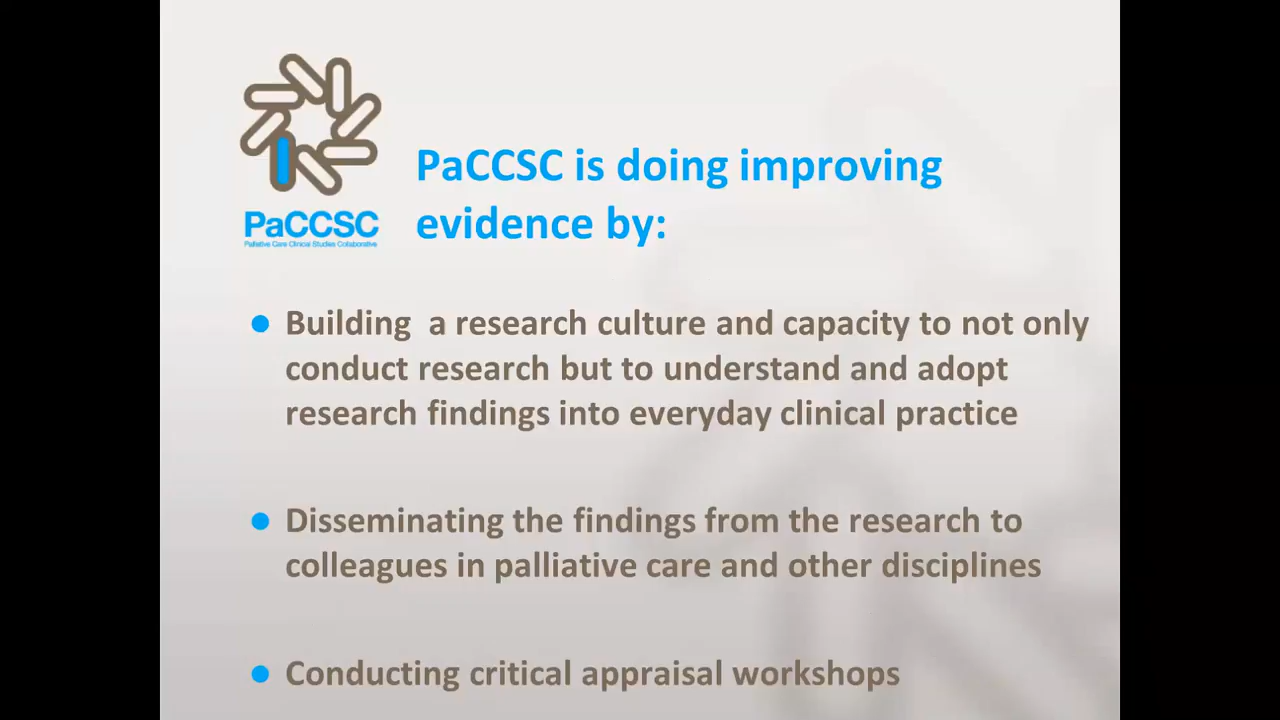 PaCCSC
Palliative Care Clinical Studies Collaborative
PaCCSC is doing improving
evidence by:
Building  a research culture and capacity to not only
conduct research but to understand and adopt
research findings into everyday clinical practice
Disseminating the findings from the research to
colleagues in palliative care and other disciplines
Conducting critical appraisal workshops